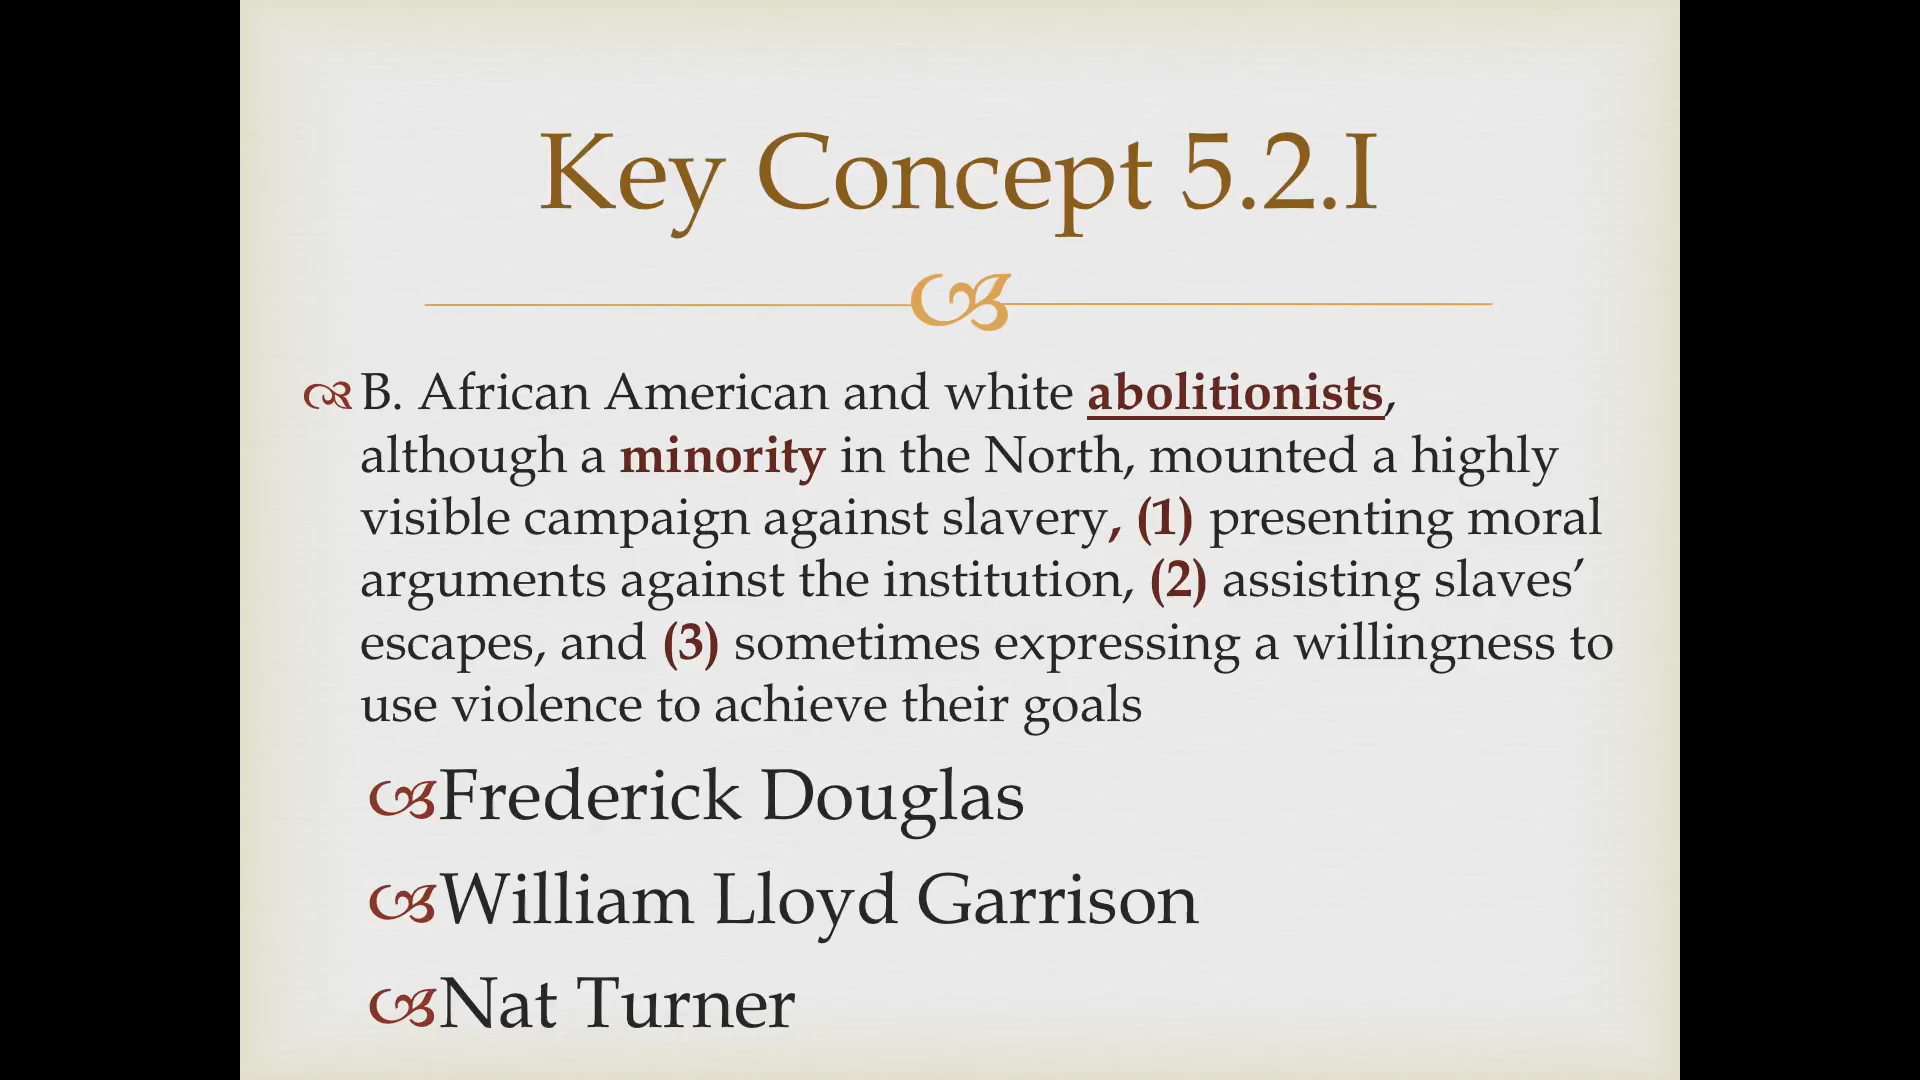 Key Concept 5.2.I
B. African American and white abolitionists,
although a minority in the North, mounted a highly
visible campaign against slavery, (1) presenting moral
arguments against the institution, (2) assisting slaves’
escapes, and (3) sometimes expressing a willingness to
use violence to achieve their goals
Frederick Douglas
William Lloyd Garrison
Nat Turner